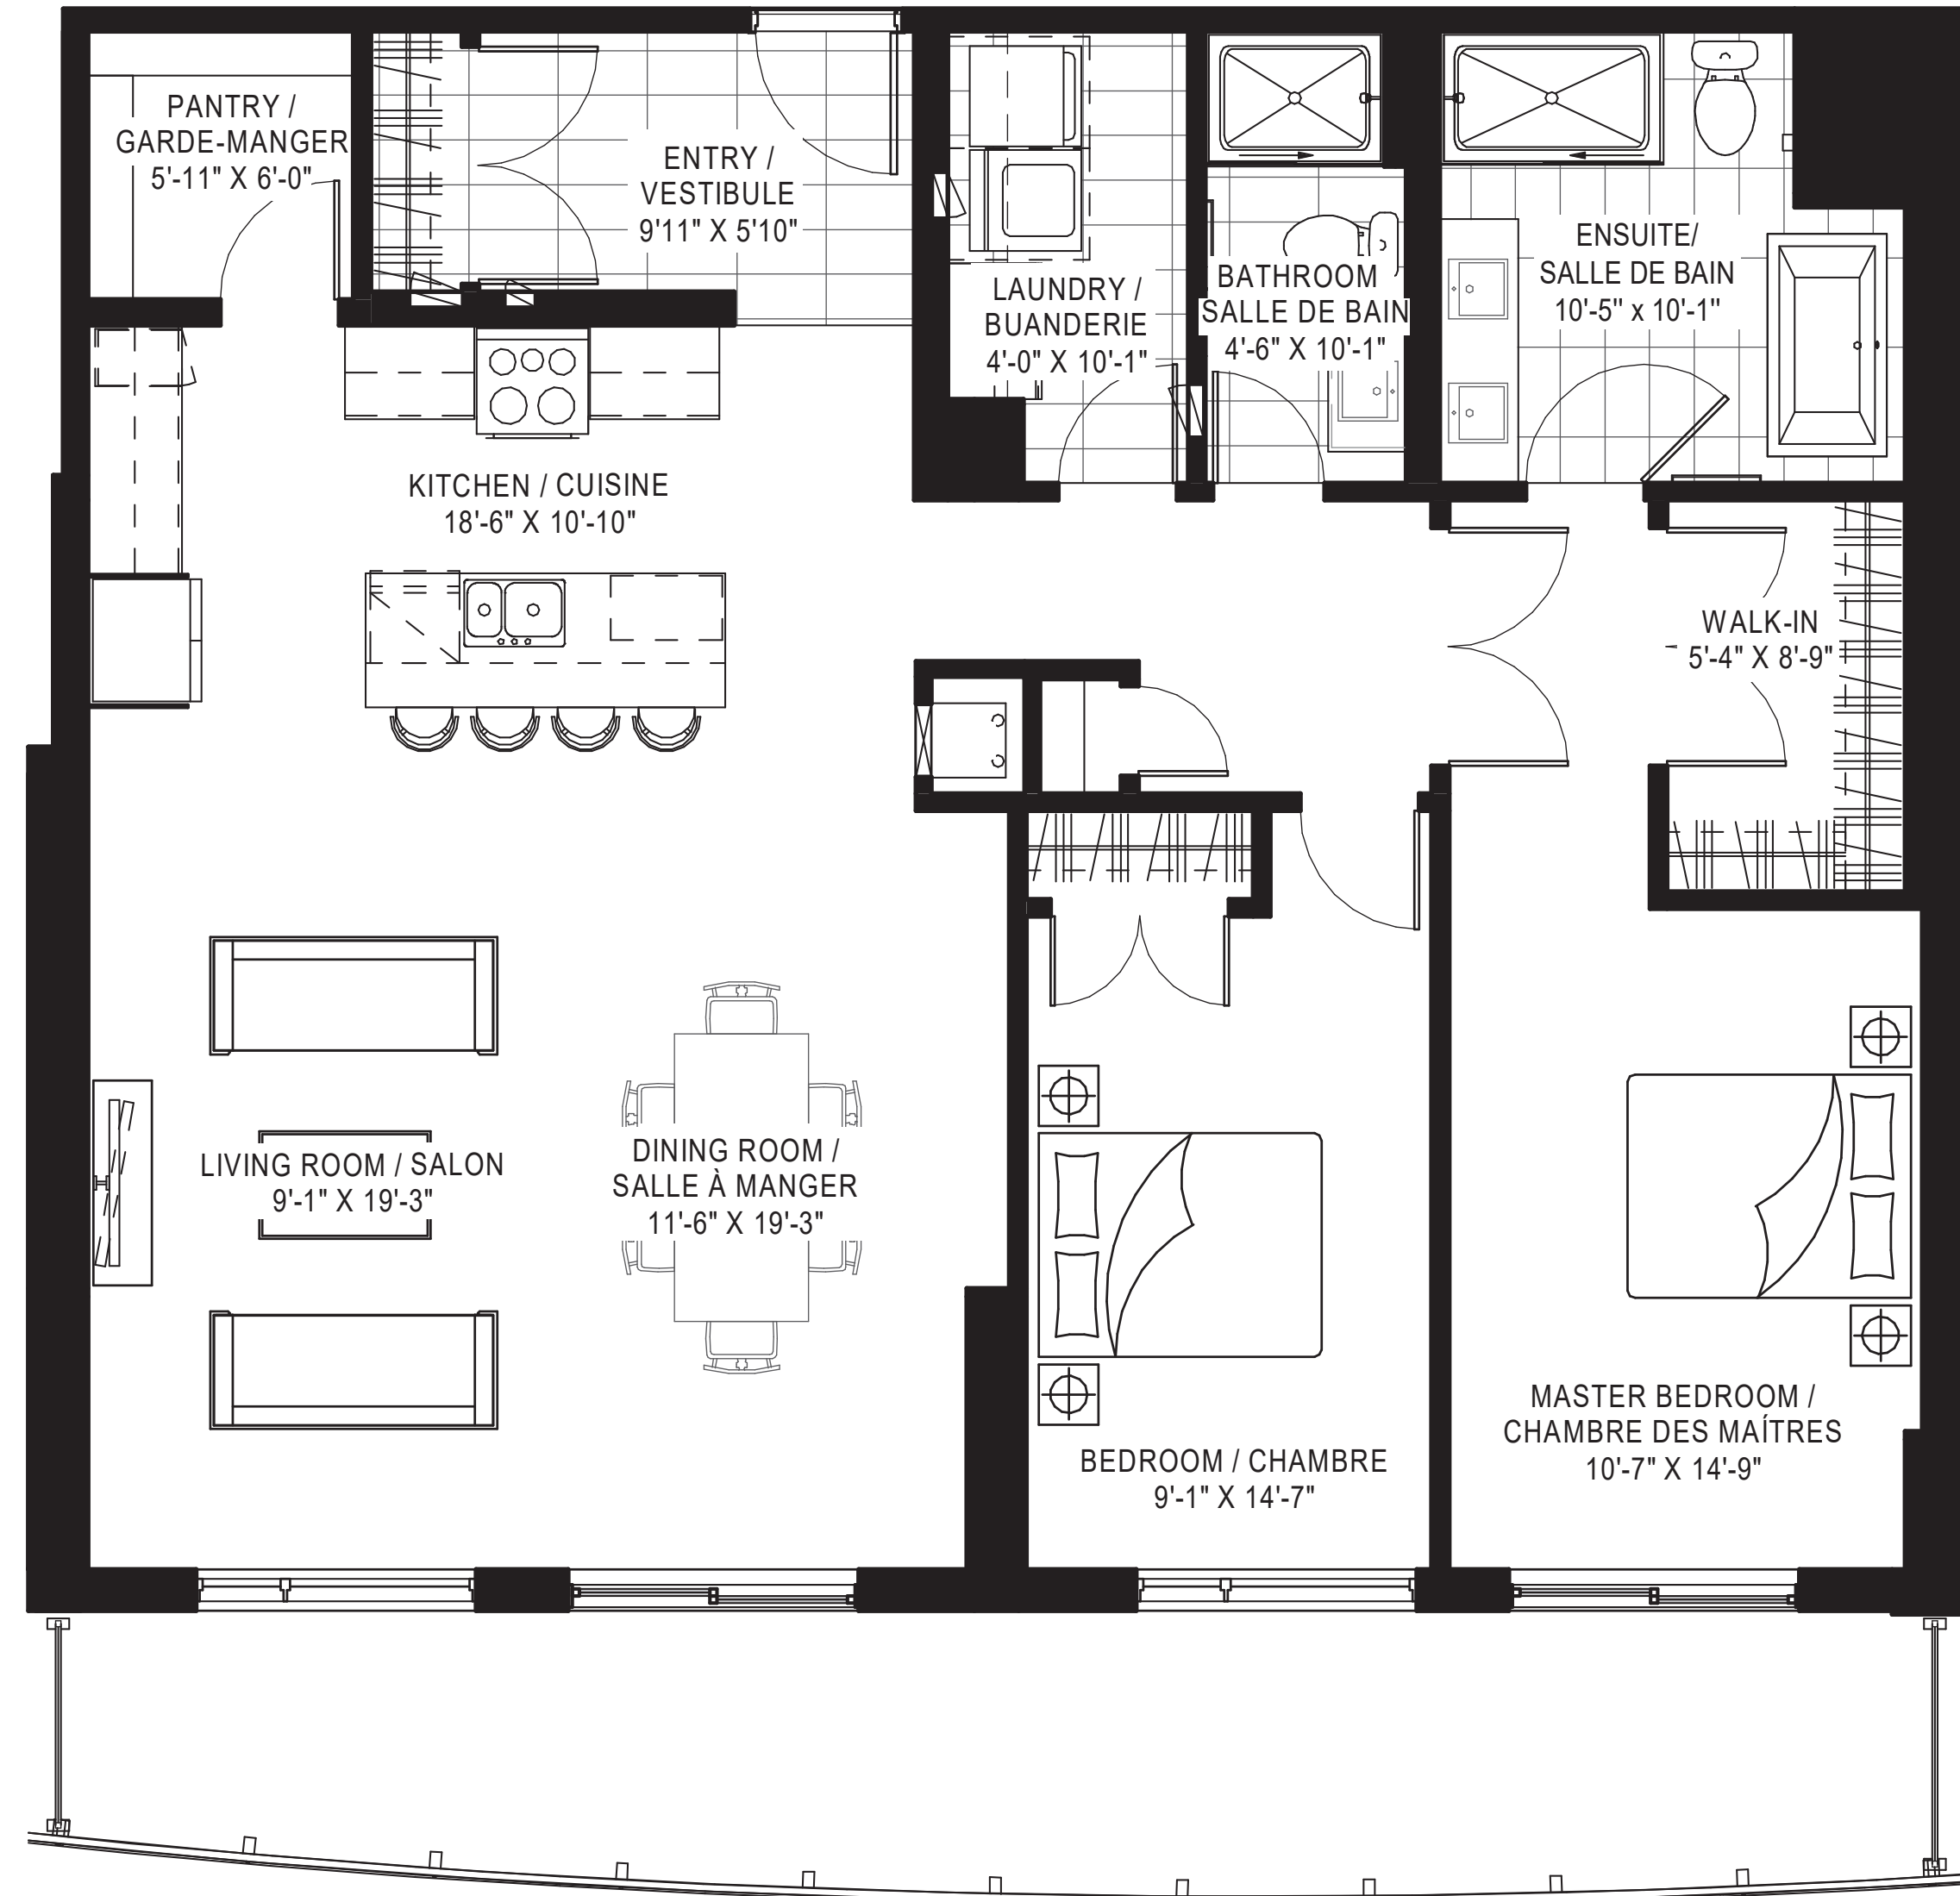 PANTRY /
GARDE-MANGER
5'-11" X 6'-0"
ENTRY /
VESTIBULE
9'11" X 5'10"
LAUNDRY /
BUANDERIE
4'-0" X 10'-1"
BATHROOM
SALLE DE BAIN
4'-6" X 10'-1"
ENSUITE/
SALLE DE BAIN
10'-5" x 10'-1"
KITCHEN / CUISINE
18'-6" X 10'-10"
WALK-IN
5'-4" X 8'-9"
LIVING ROOM / SALON
9'-1" X 19'-3"
DINING ROOM /
SALLE À MANGER
11'-6" X 19'-3"
BEDROOM / CHAMBRE
9'-1" X 14'-7"
MASTER BEDROOM /
CHAMBRE DES MAÍTRES
10'-7" X 14'-9"